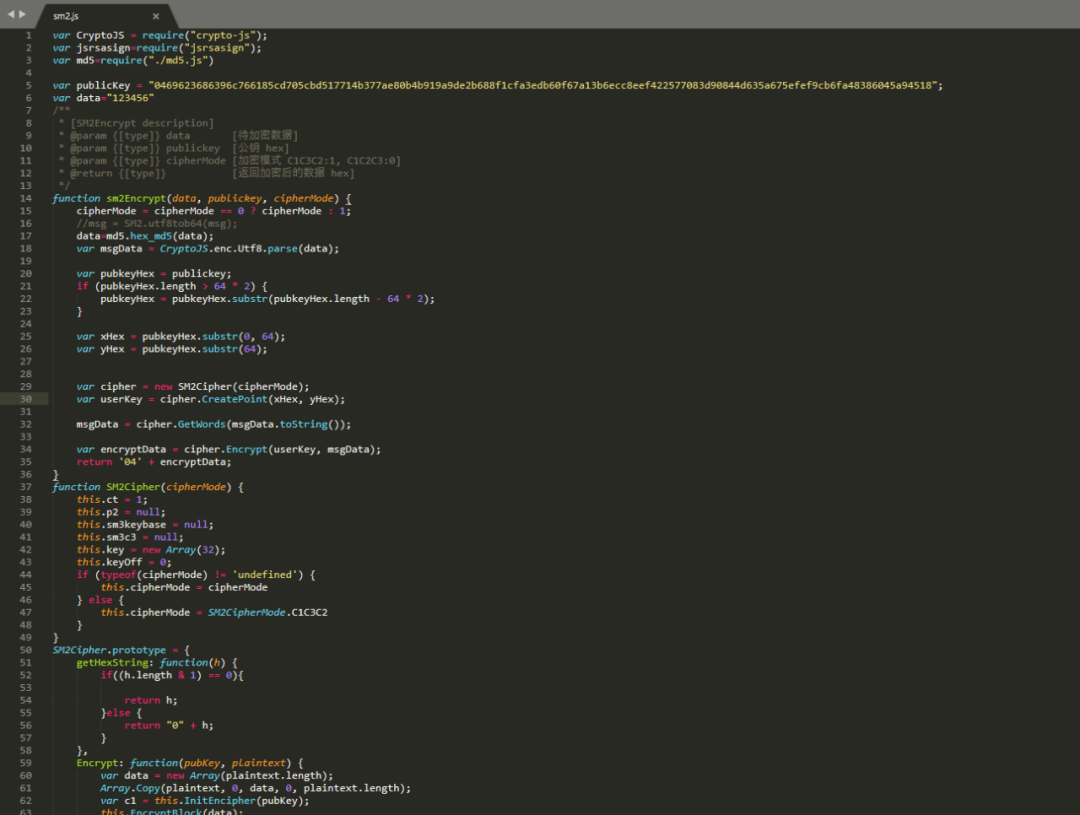 sm2.js ×
1 var CryptoJS = require("crypto-js");
2 var jsrsasign=require("jsrsasign");
3 var md5=require("./md5.js")
4
5 var publicKey = "0469623686396c766185cd705cbd517714b377ae80b4b919a9de2b688f1cfa3edb60f67a13b6ecc8eef422577083d90844d635a675efef9cb6fa48386045a94518";
6 var data="123456"
7 /**
8 * [SM2Encrypt description]
9 * @param {[type]} data [待加密数据]
10 * @param {[type]} publickey [公钥 hex]
11 * @param {[type]} cipherMode [加密模式 C1C3C2:1, C1C2C3:0]
12 * @return {[type]} [返回加密后的数据 hex]
13 */
14 function sm2Encrypt(data, publickey, cipherMode) {
15 cipherMode = cipherMode == 0 ? cipherMode : 1;
16 //msg = SM2.utf8tob64(msg);
17 data=md5.hex_md5(data);
18 var msgData = CryptoJS.enc.Utf8.parse(data);
19
20 var pubkeyHex = publickey;
21 if (pubkeyHex.length > 64 * 2) {
22 pubkeyHex = pubkeyHex.substr(pubkeyHex.length - 64 * 2);
23 }
24
25 var xHex = pubkeyHex.substr(0, 64);
26 var yHex = pubkeyHex.substr(64);
27
28
29 var cipher = new SM2Cipher(cipherMode);
30 var userKey = cipher.CreatePoint(xHex, yHex);
31
32 msgData = cipher.GetWords(msgData.toString());
33
34 var encryptData = cipher.Encrypt(userKey, msgData);
35 return '04' + encryptData;
36 }
37 function SM2Cipher(cipherMode) {
38 this.ct = 1;
39 this.p2 = null;
40 this.sm3keybase = null;
41 this.sm3c3 = null;
42 this.key = new Array(32);
43 this.keyOff = 0;
44 if (typeof(cipherMode) != 'undefined') {
45 this.cipherMode = cipherMode
46 } else {
47 this.cipherMode = SM2CipherMode.C1C3C2
48 }
49 }
50 SM2Cipher.prototype = {
51 getHexString: function(h) {
52 if((h.length & 1) == 0){
53
54 return h;
55 }else {
56 return "0" + h;
57 }
58 },
59 Encrypt: function(pubKey, plaintext) {
60 var data = new Array(plaintext.length);
61 Array.Copy(plaintext, 0, data, 0, plaintext.length);
62 var c1 = this.InitEncipher(pubKey);
63 this.EncryptBlock(data);